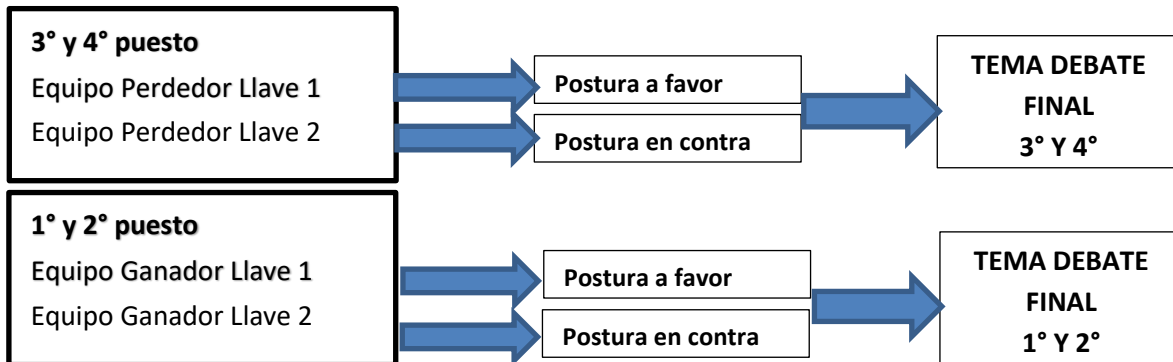 3° y 4° puesto
Equipo Perdedor Llave 1
Equipo Perdedor Llave 2
Postura a favor
Postura en contra
TEMA DEBATE
FINAL
3° Y 4°
1° y 2° puesto
Equipo Ganador Llave 1
Equipo Ganador Llave 2
Postura a favor
Postura en contra
TEMA DEBATE
FINAL
1° Y 2°